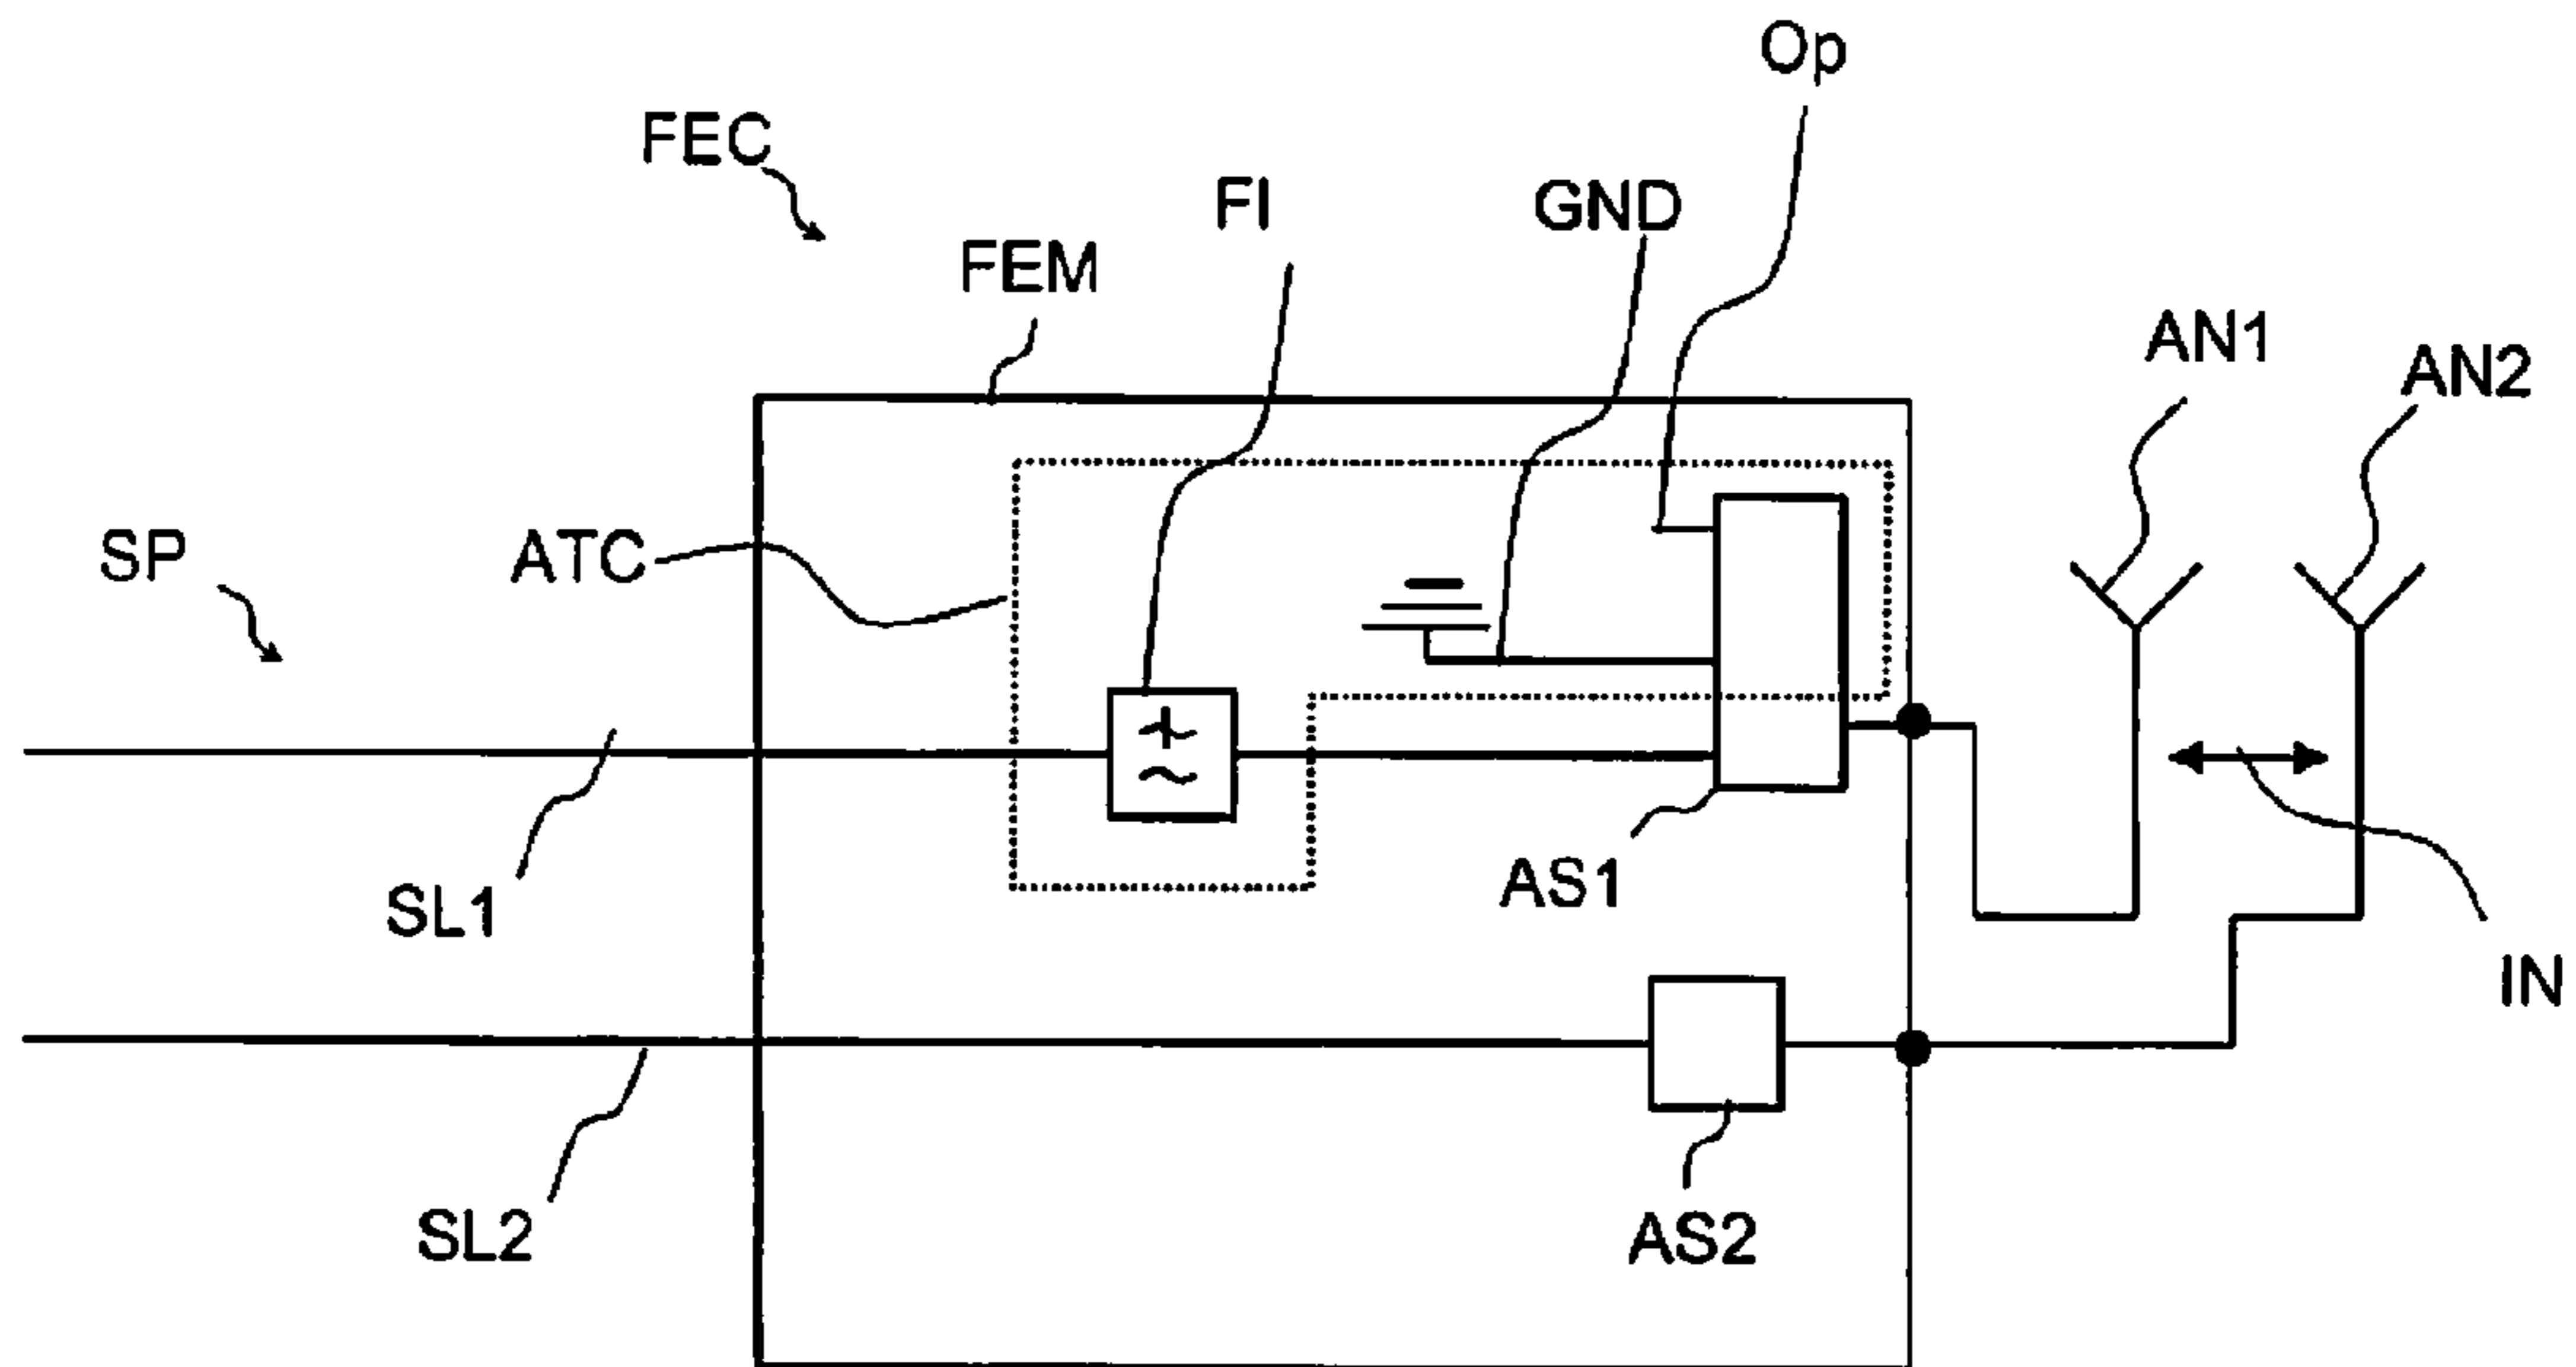 Op
FEC
FI
GND
FEM
AN1
AN2
SP
ATC
SL1
AS1
IN
SL2
AS2